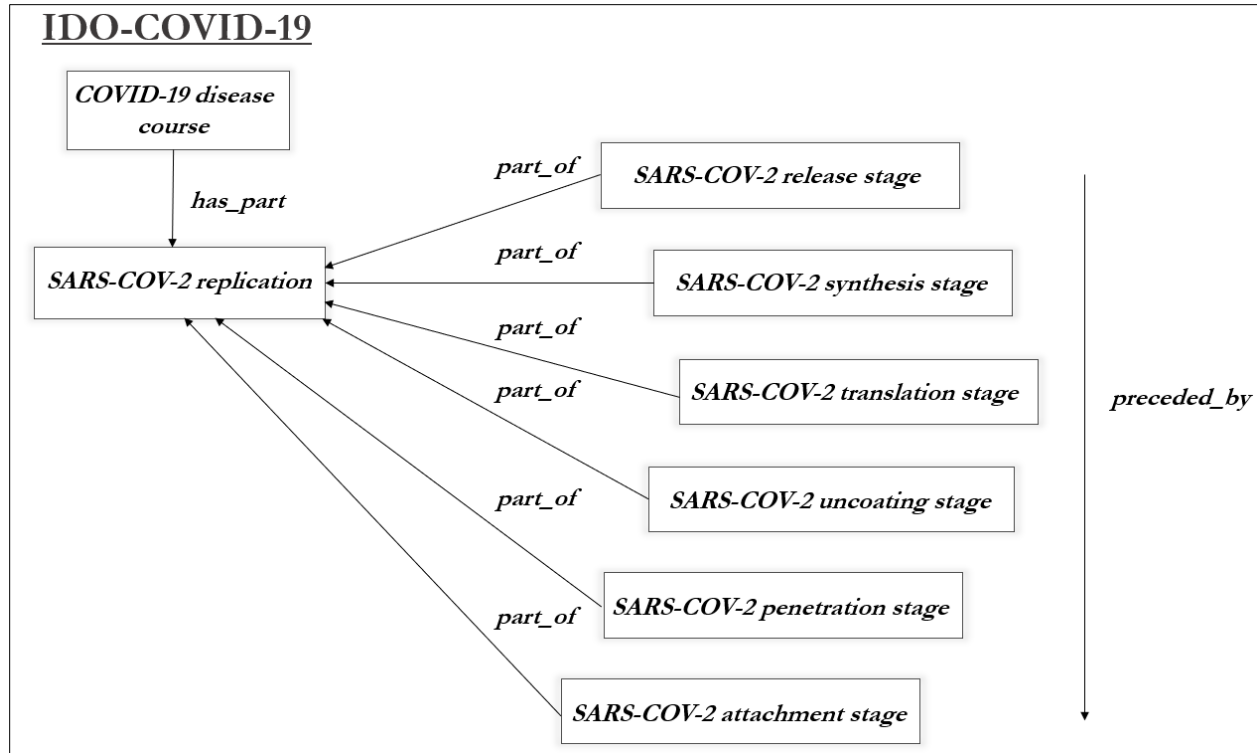 IDO-COVID-19
COVID-19 disease
course
has_part
SARS-COV-2 replication
part_of
SARS-COV-2 release stage
part_of
SARS-COV-2 synthesis stage
part_of
SARS-COV-2 translation stage
part_of
SARS-COV-2 uncoating stage
part_of
SARS-COV-2 penetration stage
part_of
SARS-COV-2 attachment stage
preceded_by